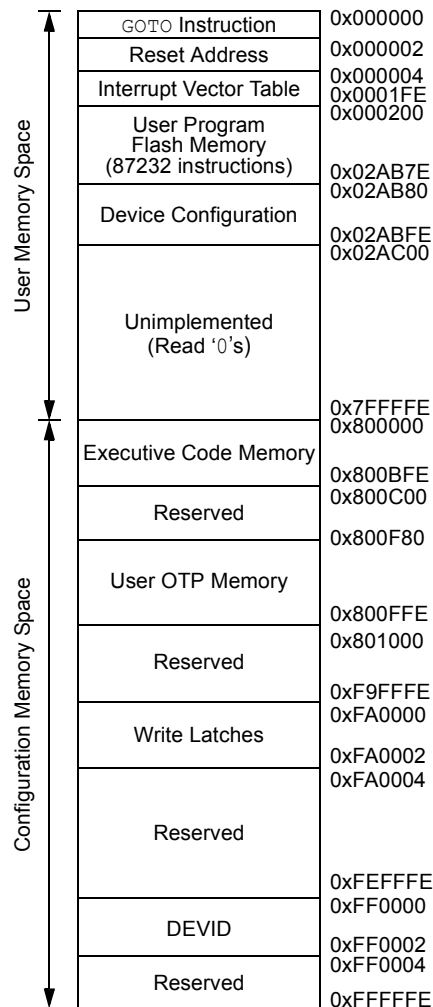 GOTO Instruction
0x000000
Reset Address
0x000002
0x000004
Interrupt Vector Table
0x0001FE
0x000200
User Program
Flash Memory
(87232 instructions)
0x02AB7E
0x02AB80
Device Configuration
0x02ABFE
0x02AC00
User Memory Space
Unimplemented
(Read ‘0’s)
0x7FFFFE
0x800000
Executive Code Memory
0x800BFE
0x800C00
Reserved
0x800F80
User OTP Memory
0x800FFE
0x801000
Configuration Memory Space
Reserved
0xF9FFFE
0xFA0000
Write Latches
0xFA0002
0xFA0004
Reserved
0xFEFFFE
0xFF0000
DEVID
0xFF0002
0xFF0004
Reserved
0xFFFFFE